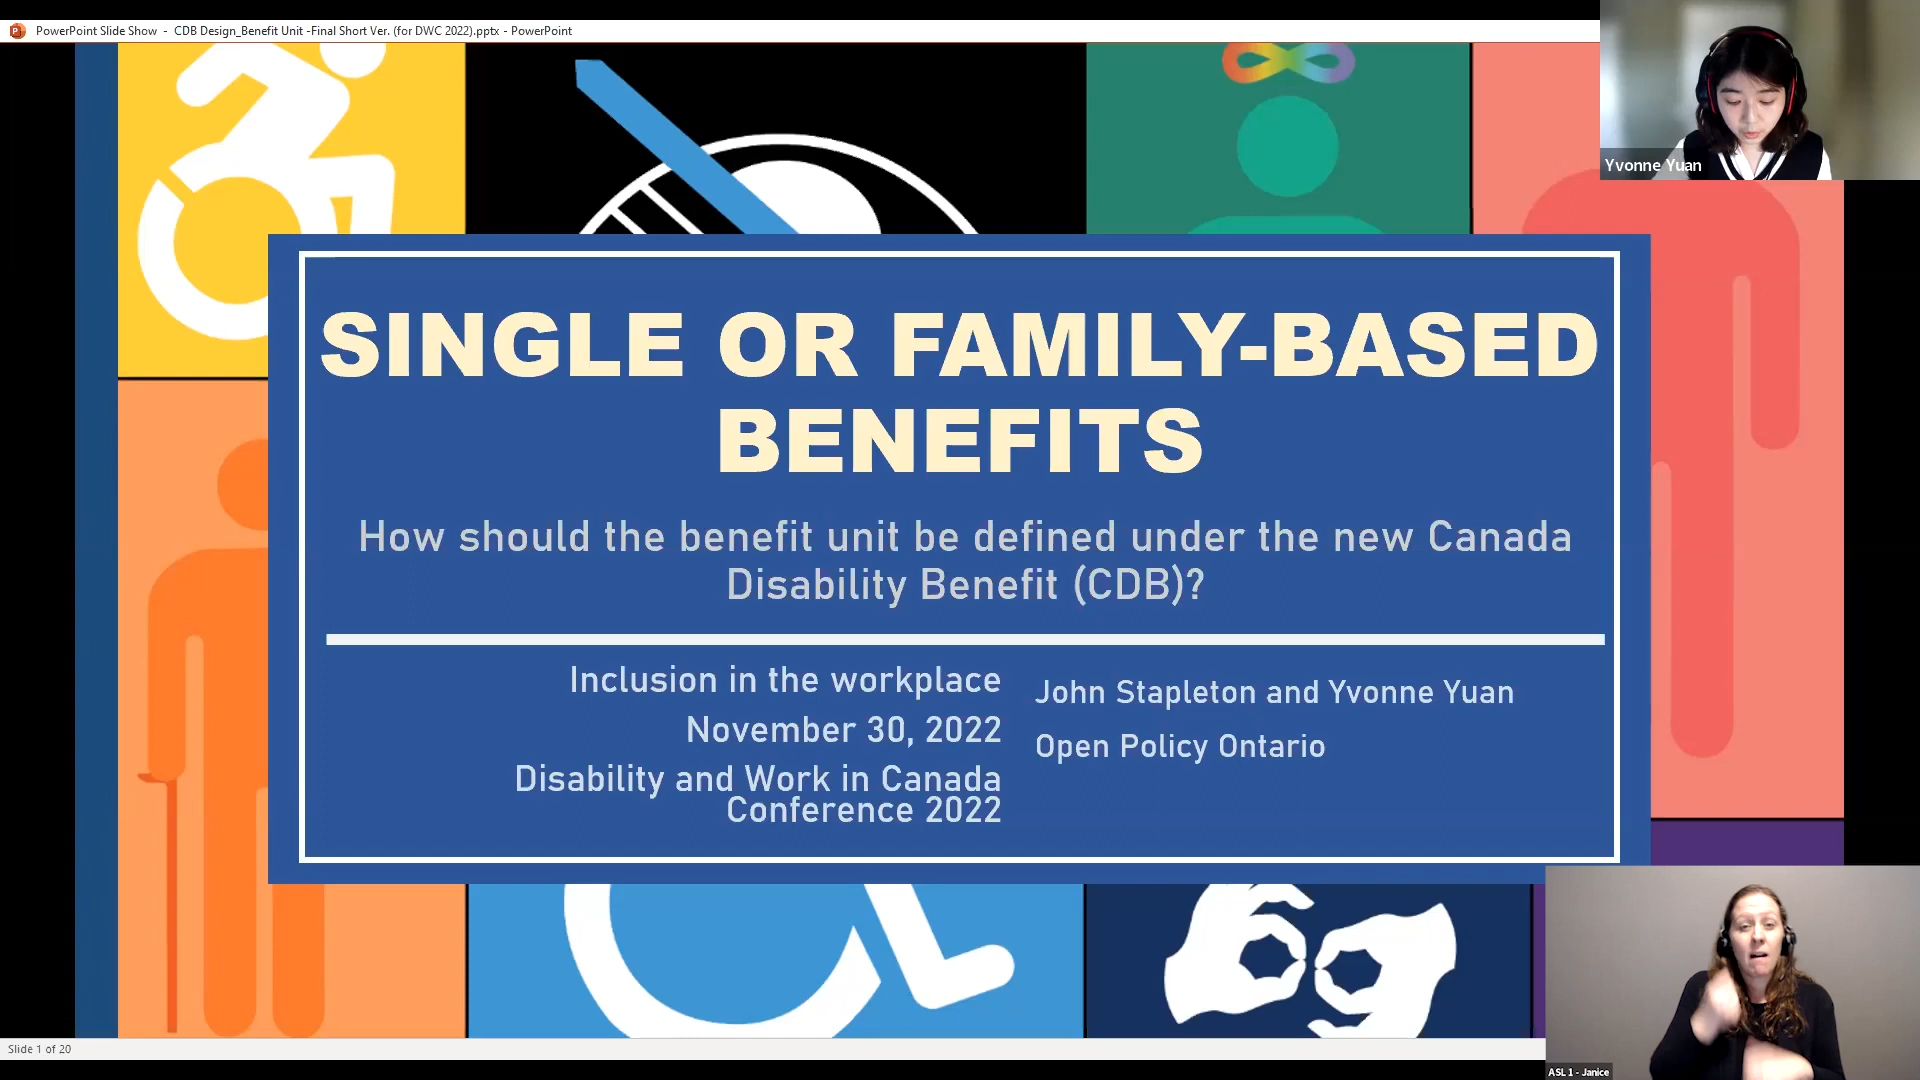 PowerPoint Slide Show - CDB Design_Benefit Unit -Final Short Ver. (for DWC 2022).pptx - PowerPoint
Yvonne Yuan
SINGLE OR FAMILY-BASED
BENEFITS
How should the benefit unit be defined under the new Canada
Disability Benefit (CDB)?
Inclusion in the workplace
November 30, 2022
Disability and Work in Canada
Conference 2022
John Stapleton and Yvonne Yuan
Open Policy Ontario
Slide 1 of 20
ASL 1 - Janice